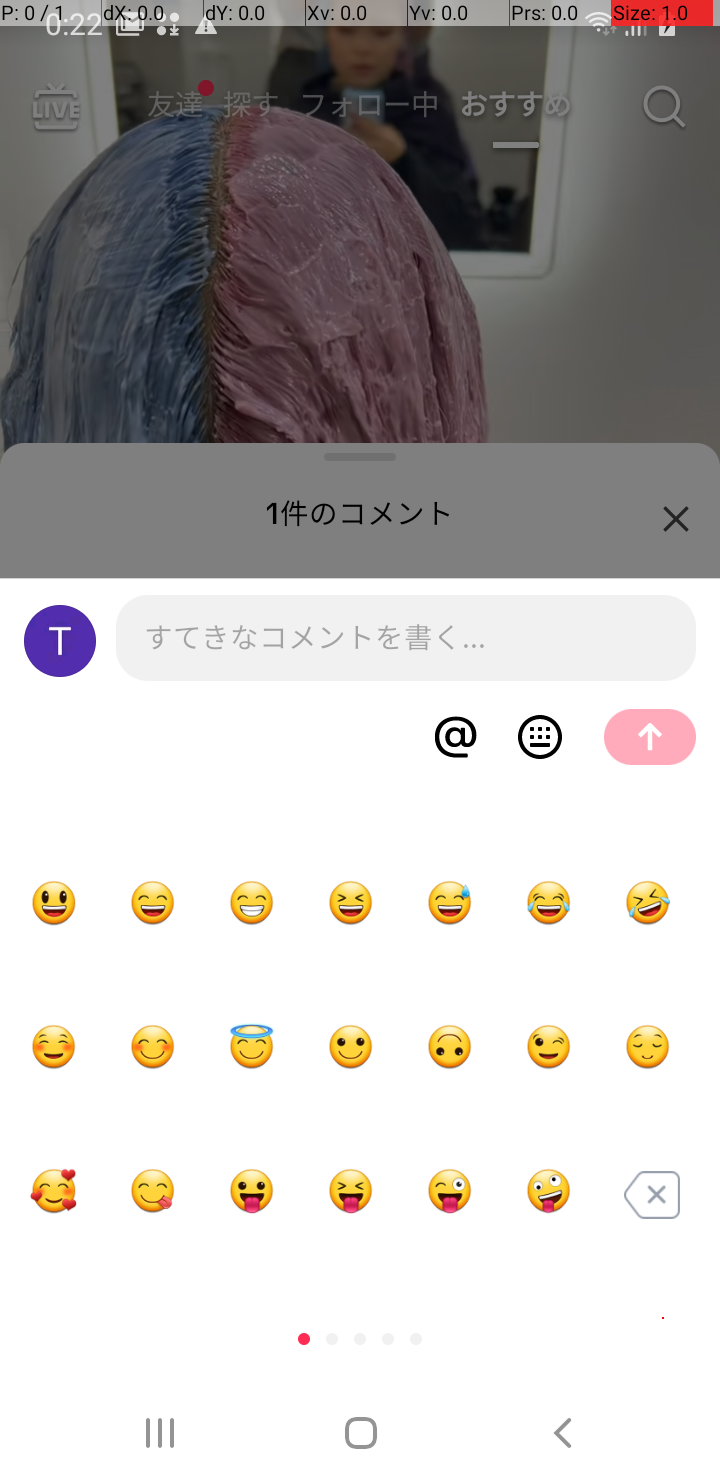 P: 0 / 1 dX: 0.0 dY: 0.0 Xv: 0.0 Yv: 0.0 Prs: 0.0 Size: 1.0
0:22
LIVE 友達 探す フォロー中 おすすめ
1件のコメント
T すてきなコメントを書く...
@